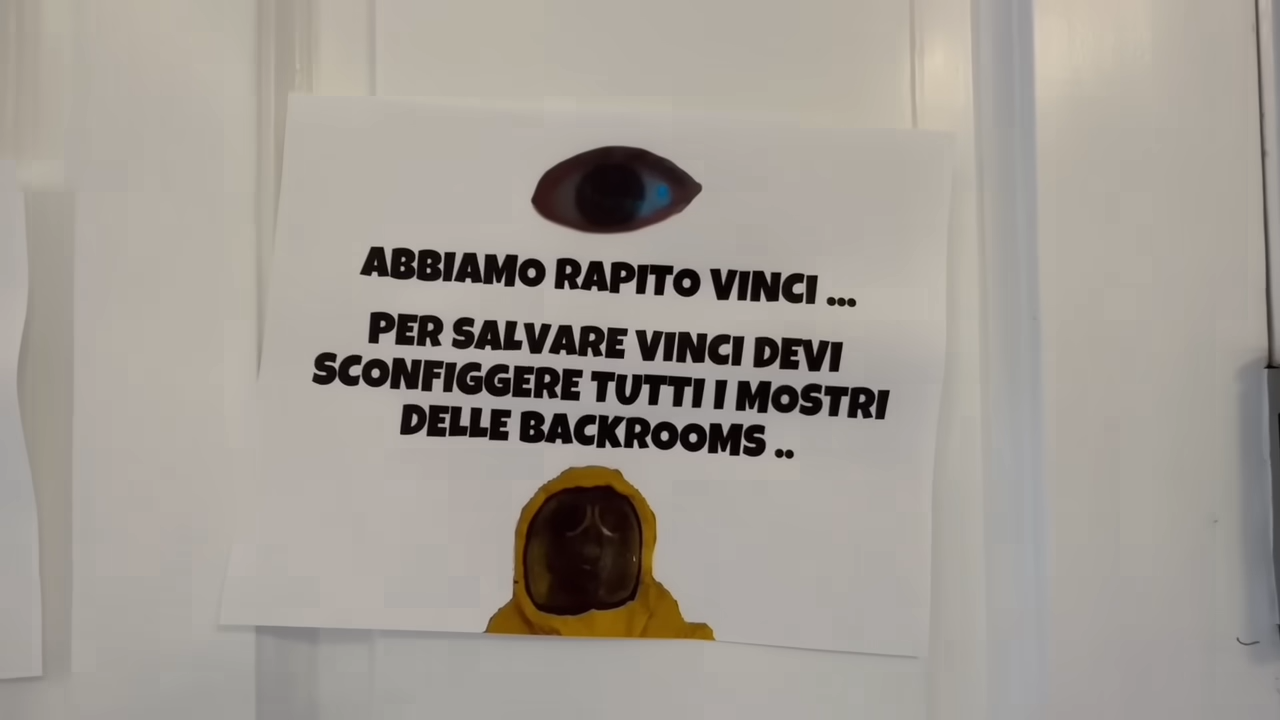 ABBIAMO RAPITO VINCI ...
PER SALVARE VINCI DEVI
SCONFIGGERE TUTTI I MOSTRI
DELLE BACKROOMS ..